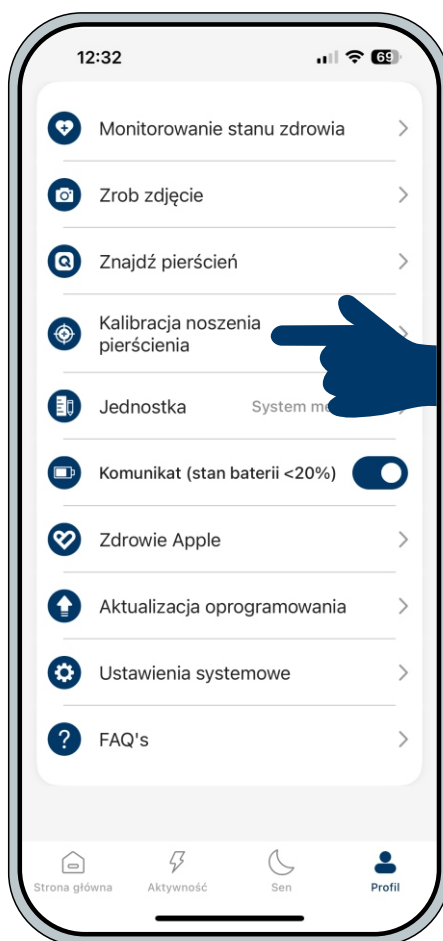 12:32
69
Monitorowanie stanu zdrowia
Zrob zdjęcie
Znajdź pierścień
Kalibracja noszenia
pierścienia
Jednostka System me
Komunikat (stan baterii <20%)
Zdrowie Apple
Aktualizacja oprogramowania
Ustawienia systemowe
? FAQ's
Strona główna Aktywność Sen Profil